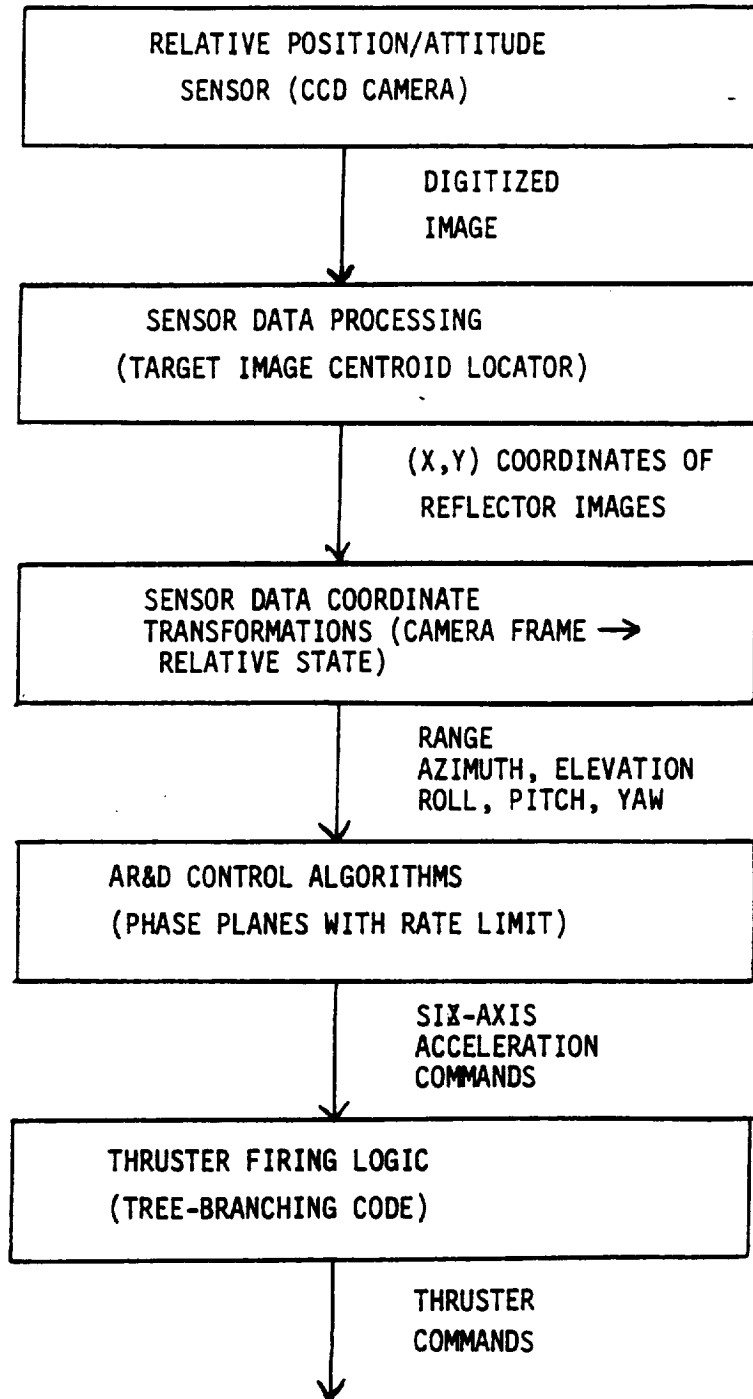 RELATIVE POSITION/ATTITUDE
SENSOR (CCD CAMERA)
DIGITIZED
IMAGE
SENSOR DATA PROCESSING
(TARGET IMAGE CENTROID LOCATOR)
(X,Y) COORDINATES OF
REFLECTOR IMAGES
SENSOR DATA COORDINATE
TRANSFORMATIONS (CAMERA FRAME →
RELATIVE STATE)
RANGE
AZIMUTH, ELEVATION
ROLL, PITCH, YAW
AR&D CONTROL ALGORITHMS
(PHASE PLANES WITH RATE LIMIT)
SIX-AXIS
ACCELERATION
COMMANDS
THRUSTER FIRING LOGIC
(TREE-BRANCHING CODE)
THRUSTER
COMMANDS